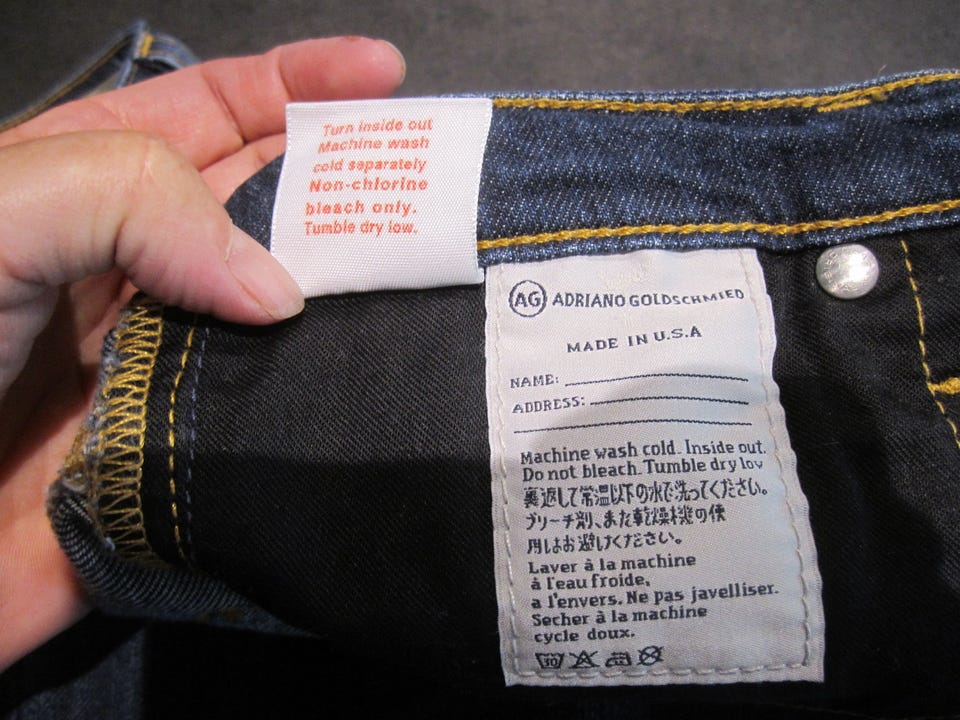 Turn inside out
Machine wash
cold separately
Non-chlorine
bleach only.
Tumble dry low.
AG ADRIANO GOLDSCHMIED
MADE IN U.S.A
NAME:
ADDRESS:
Machine wash cold. Inside out.
Do not bleach. Tumble dry low
裏返して常温以下の水で洗ってください。
ブリーチ剤、また乾燥機の使
用はお避けください。
Laver à la machine
à l'eau froide,
a l'envers. Ne pas javelliser.
Secher à la machine
cycle doux.
30